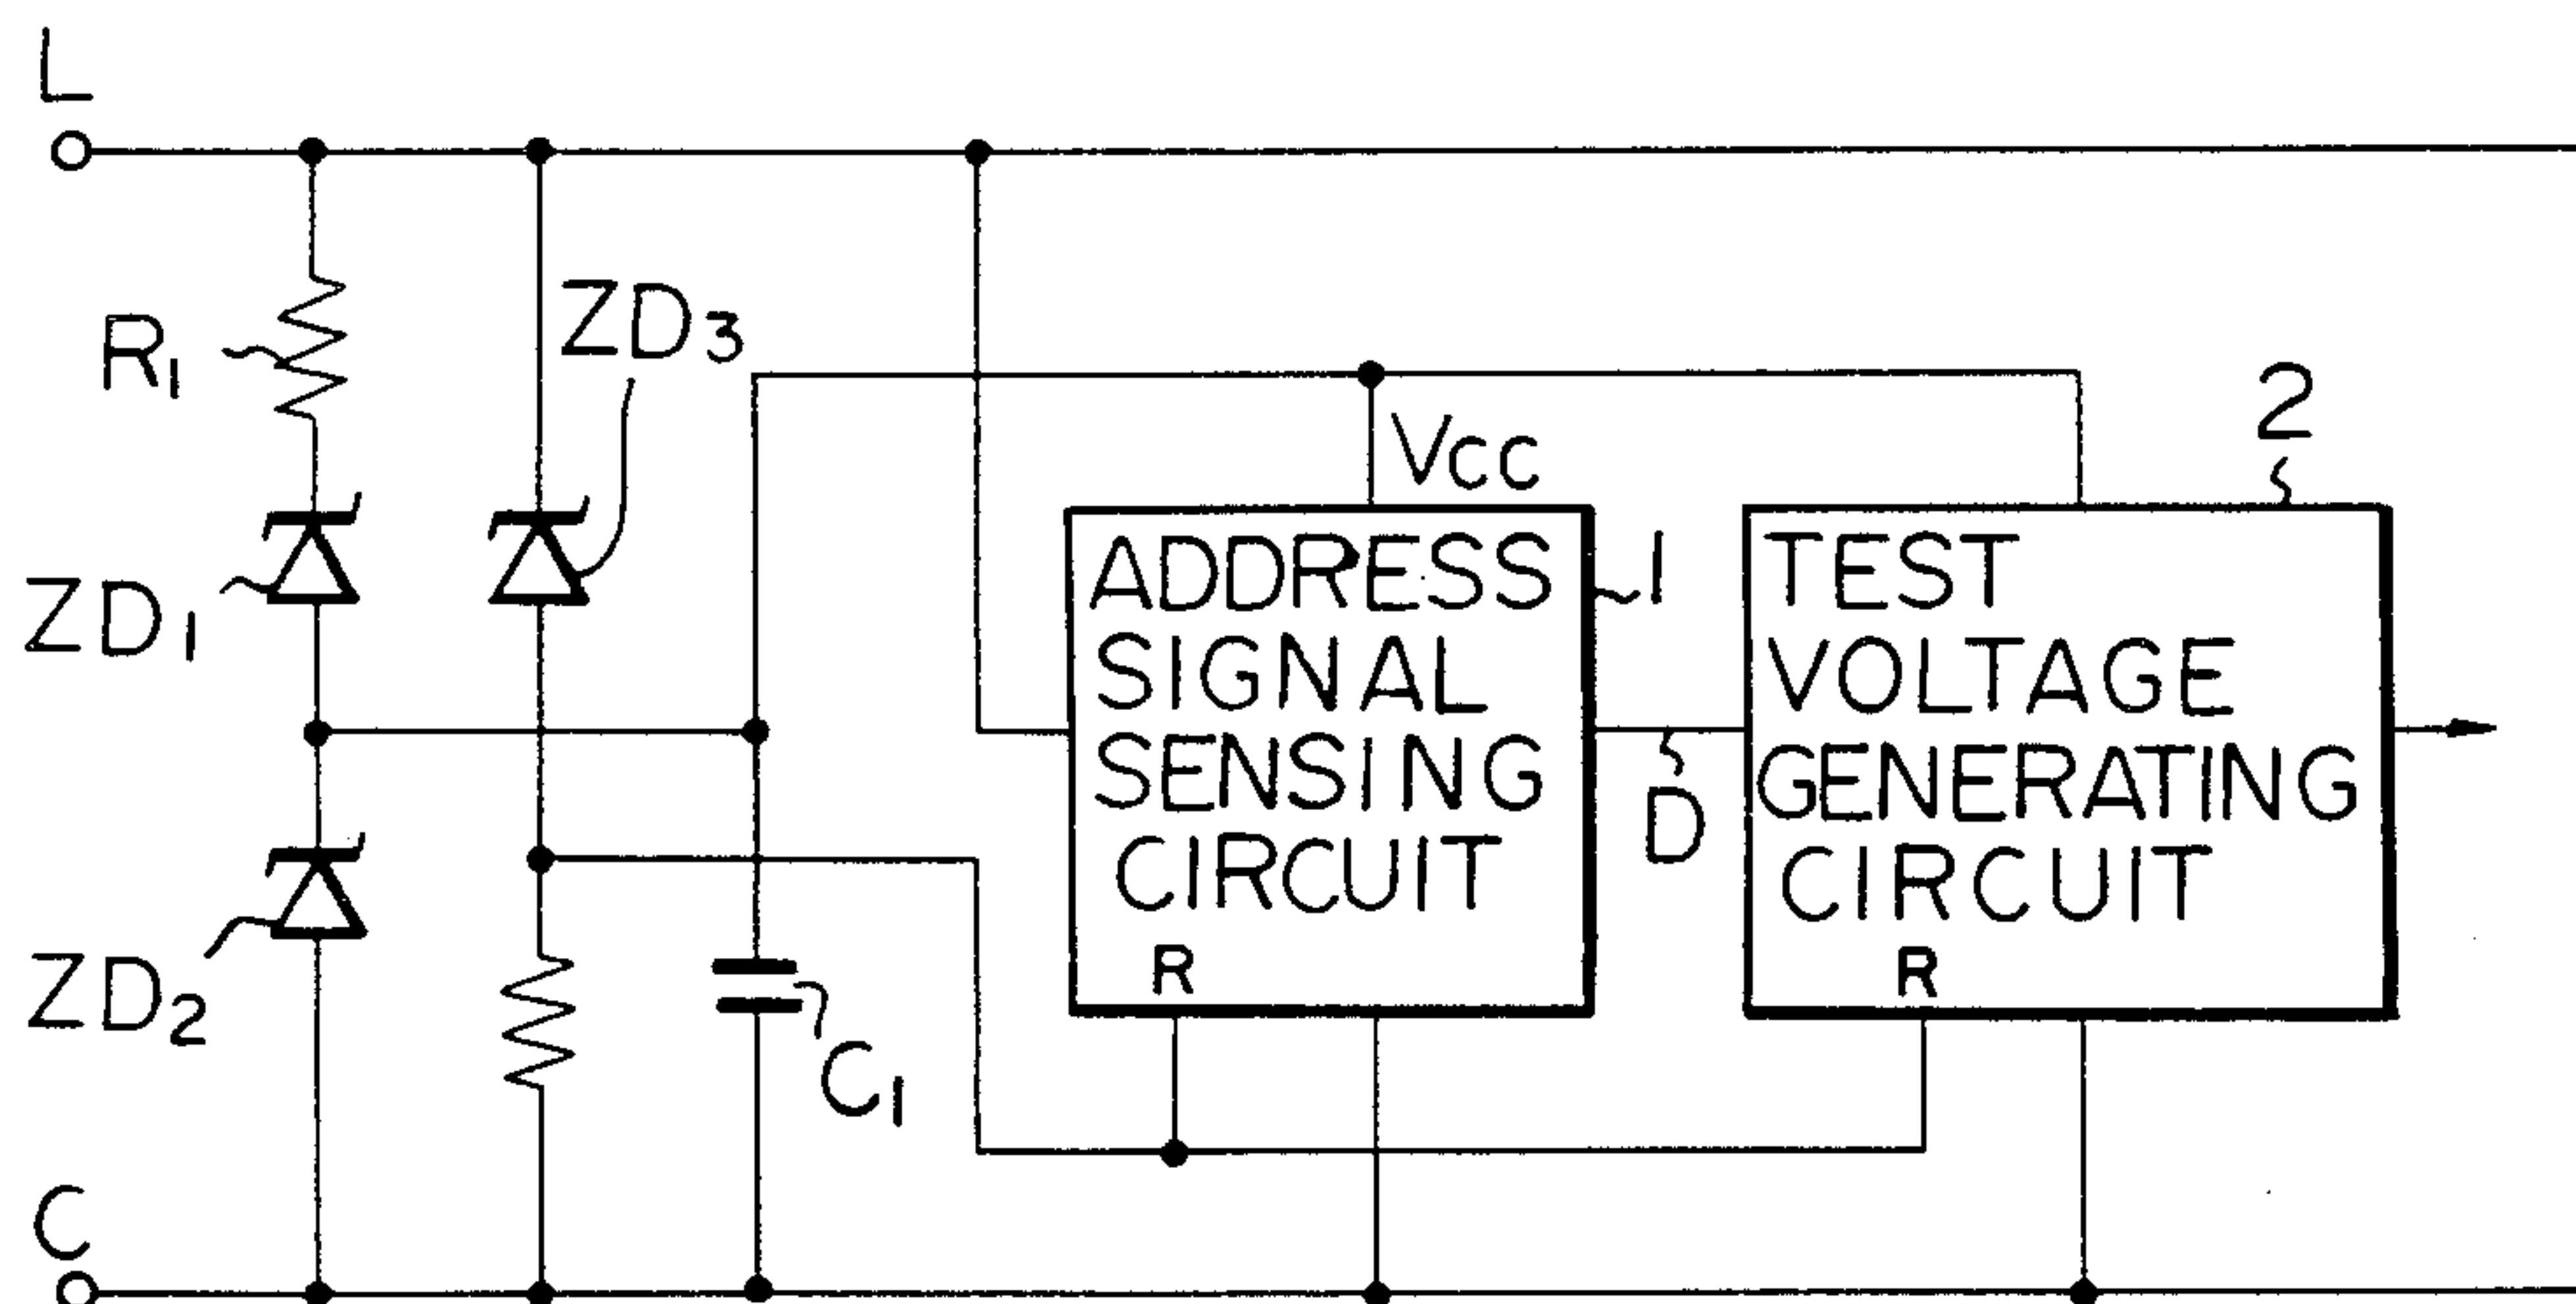 L
R1
ZD3
2
Vcc
ZD1
ADDRESS
SIGNAL
SENSING
CIRCUIT
R
1
D
TEST
VOLTAGE
GENERATING
CIRCUIT
R
ZD2
C1
C